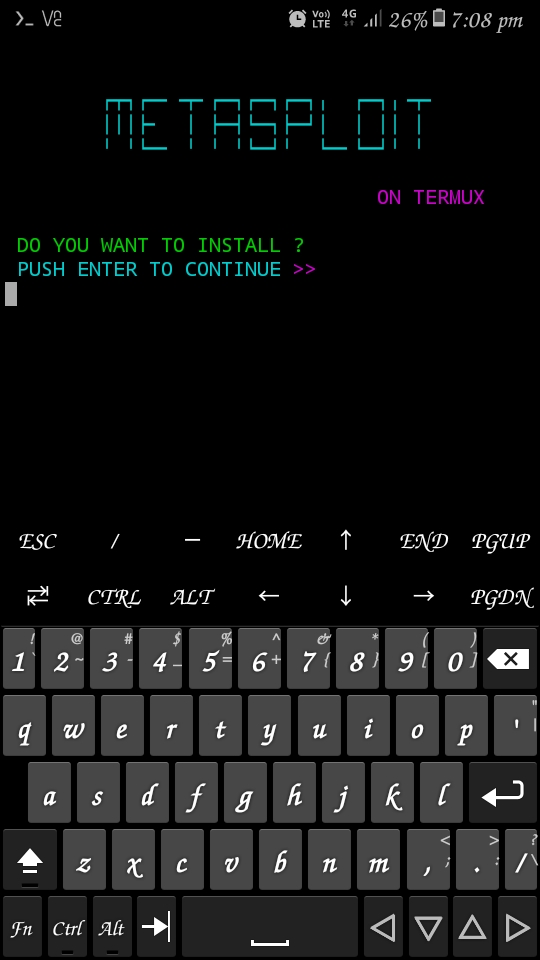 Vo)) LTE 4G 26% 7:08 pm
METASPLOIT
ON TERMUX
DO YOU WANT TO INSTALL ?
PUSH ENTER TO CONTINUE >>
ESC / — HOME ↑ END PGUP
⇄ CTRL ALT ← ↓ → PGDN
1 ! ` 2 @ ~ 3 # - 4 $ _ 5 % = 6 ^ + 7 & { 8 * } 9 ( [ 0 ) ]
q w e r t y u i o p ' "
a s d f g h j k l
z x c v b n m , < ; . > : / ? \
Fn Ctrl Alt